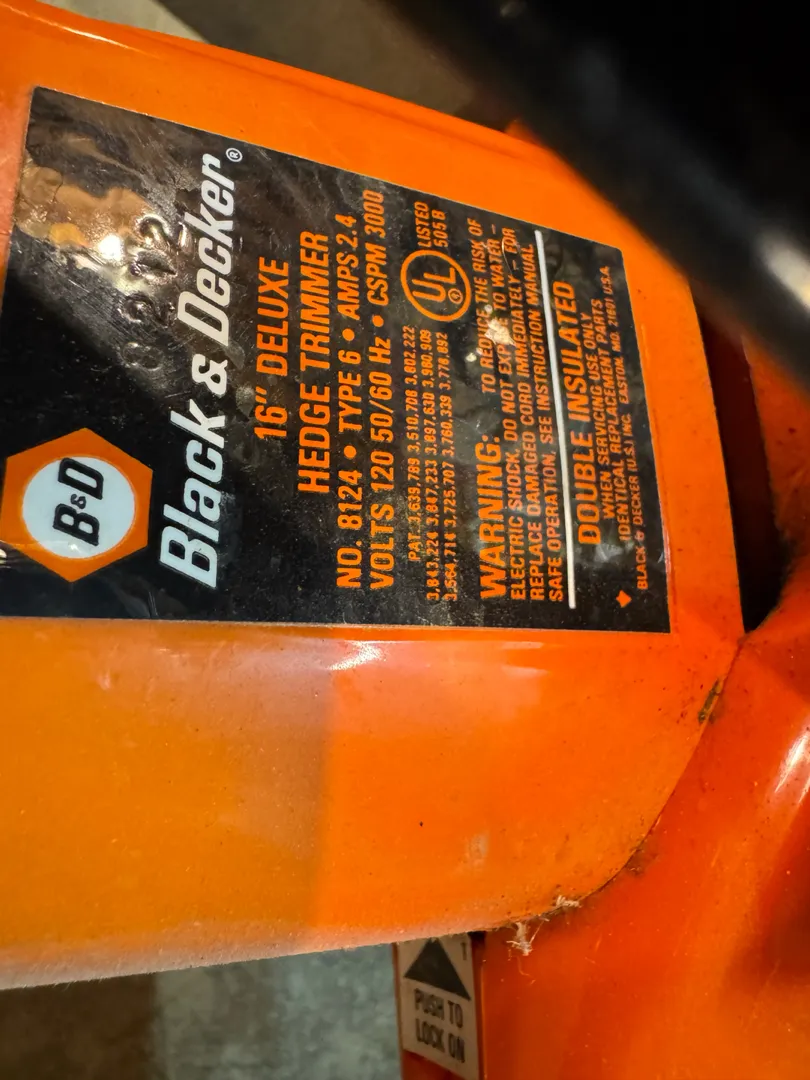 B&D
Black & Decker®
16" DELUXE
HEDGE TRIMMER
NO. 8124 • TYPE 6 • AMPS 2.4
VOLTS 120 50/60 Hz • CSPM 3000
PAT. 3,639,789 3,510,708 3,802,222
3,843,224 3,847,233 3,897,630 3,980,909
3,564,714 3,725,707 3,760,339 3,770,892
UL® LISTED
505B
WARNING: TO REDUCE THE RISK OF
ELECTRIC SHOCK, DO NOT EXPOSE TO WATER –
REPLACE DAMAGED CORD IMMEDIATELY – FOR
SAFE OPERATION, SEE INSTRUCTION MANUAL
DOUBLE INSULATED
WHEN SERVICING USE ONLY
IDENTICAL REPLACEMENT PARTS
BLACK & DECKER (U.S.) INC. EASTON, MD. 21601 U.S.A.
PUSH TO
LOCK ON